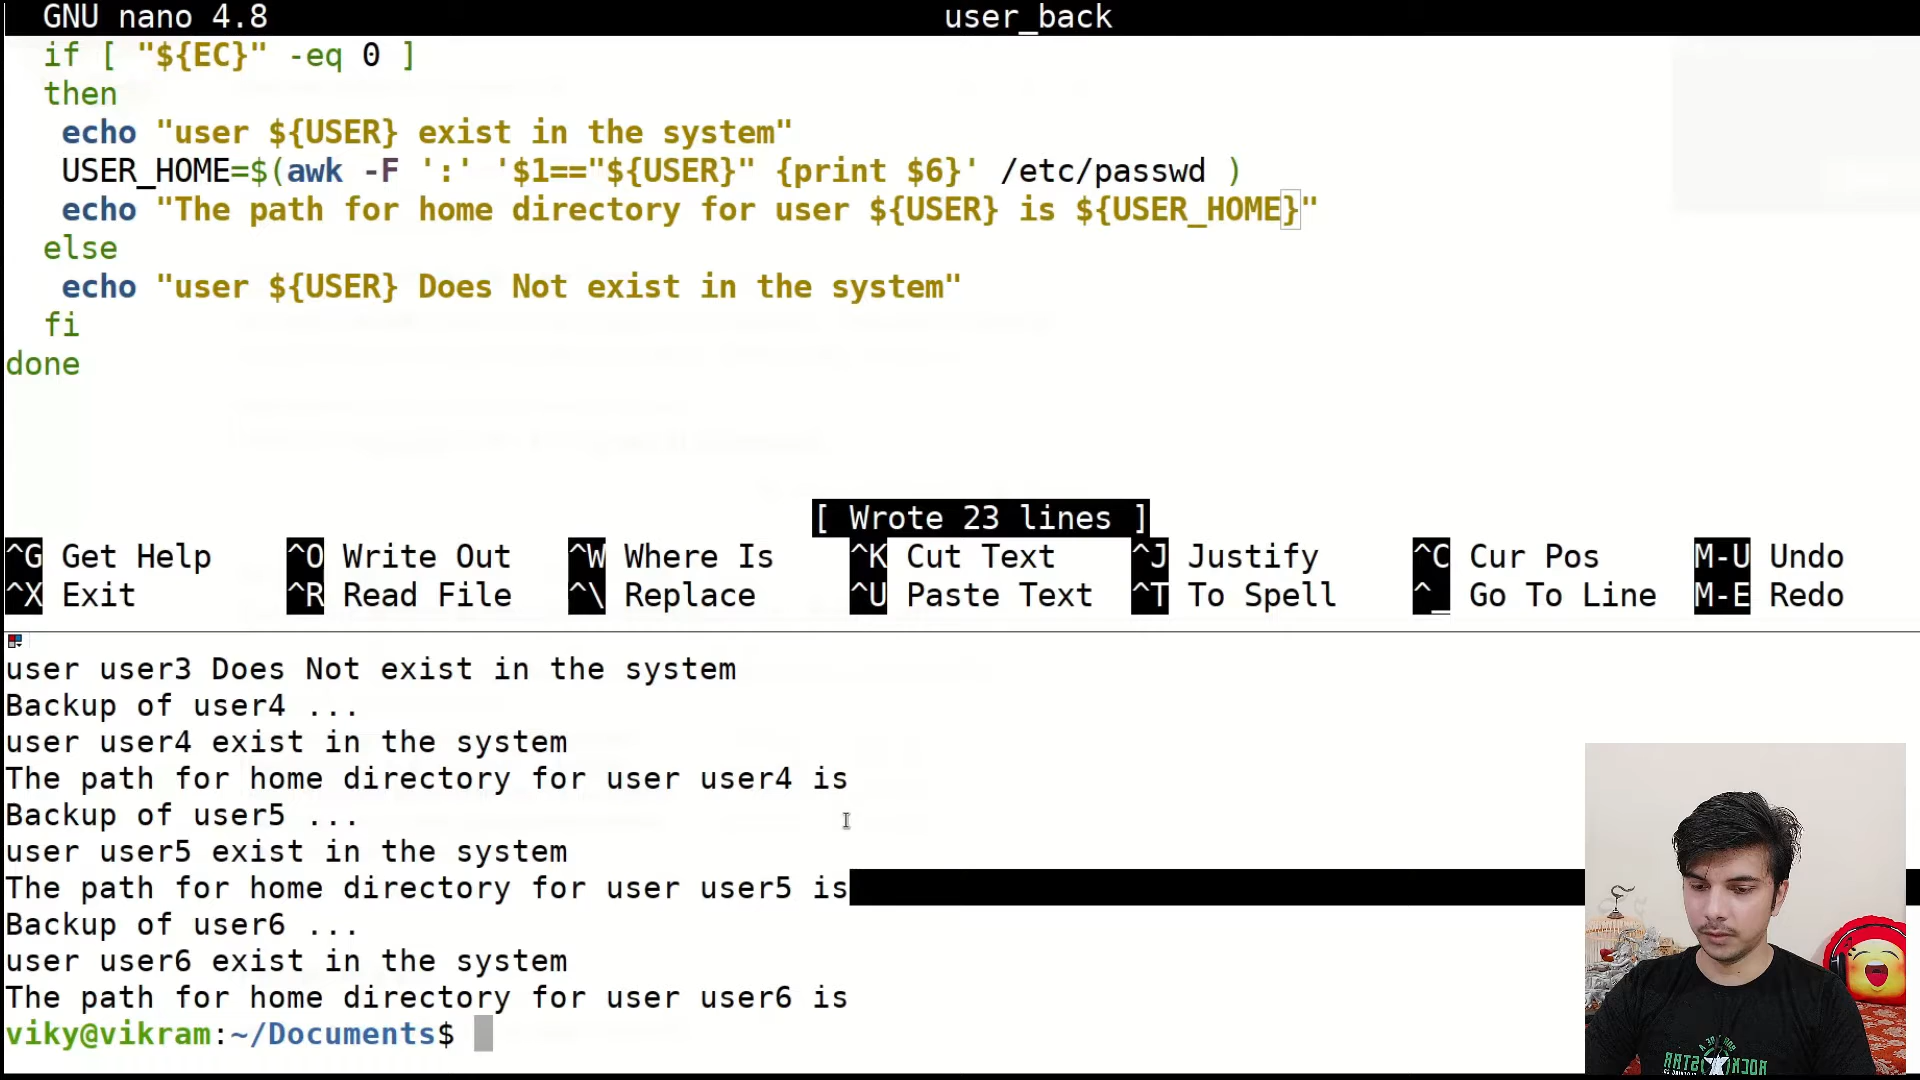 GNU nano 4.8 user_back
if [ "${EC}" -eq 0 ]
then
echo "user ${USER} exist in the system"
USER_HOME=$(awk -F ':' '$1=="${USER}" {print $6}' /etc/passwd )
echo "The path for home directory for user ${USER} is ${USER_HOME}"
else
echo "user ${USER} Does Not exist in the system"
fi
done
[ Wrote 23 lines ]
^G Get Help ^O Write Out ^W Where Is ^K Cut Text ^J Justify ^C Cur Pos M-U Undo
^X Exit ^R Read File ^\ Replace ^U Paste Text ^T To Spell ^_ Go To Line M-E Redo
user user3 Does Not exist in the system
Backup of user4 ...
user user4 exist in the system
The path for home directory for user user4 is
Backup of user5 ...
user user5 exist in the system
The path for home directory for user user5 is
Backup of user6 ...
user user6 exist in the system
The path for home directory for user user6 is
viky@vikram:~/Documents$